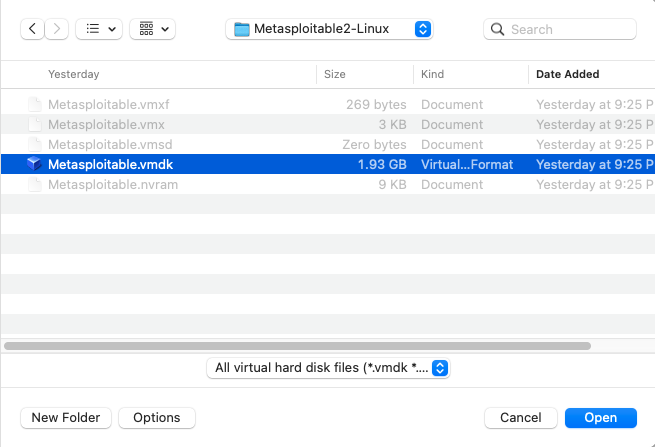 Metasploitable2-Linux
Search
Yesterday Size Kind Date Added
Metasploitable.vmxf 269 bytes Document Yesterday at 9:25 P
Metasploitable.vmx 3 KB Document Yesterday at 9:25 P
Metasploitable.vmsd Zero bytes Document Yesterday at 9:25 P
Metasploitable.vmdk 1.93 GB Virtual...Format Yesterday at 9:25 P
Metasploitable.nvram 9 KB Document Yesterday at 9:25 P
All virtual hard disk files (*.vmdk *....
New Folder Options Cancel Open